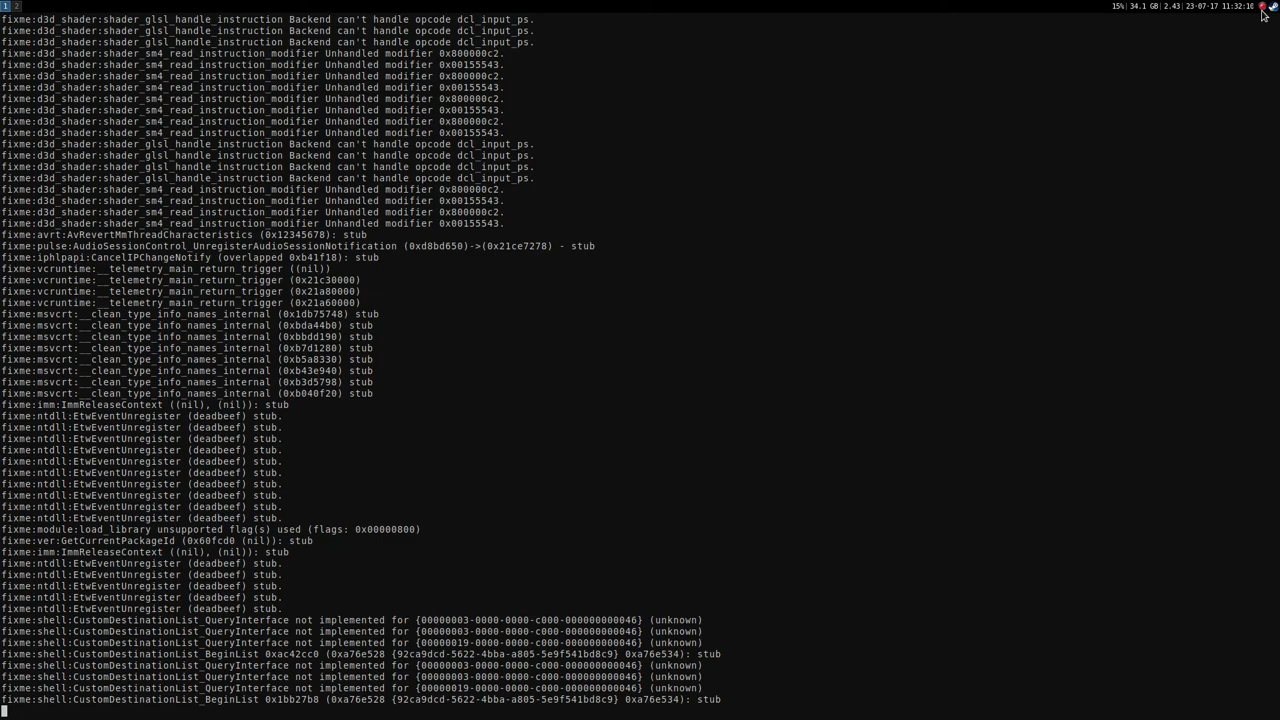 1 2
15%| 34.1 GB| 2.43| 23-07-17 11:32:10
fixme:d3d_shader:shader_glsl_handle_instruction Backend can't handle opcode dcl_input_ps.
fixme:d3d_shader:shader_glsl_handle_instruction Backend can't handle opcode dcl_input_ps.
fixme:d3d_shader:shader_glsl_handle_instruction Backend can't handle opcode dcl_input_ps.
fixme:d3d_shader:shader_sm4_read_instruction_modifier Unhandled modifier 0x800000c2.
fixme:d3d_shader:shader_sm4_read_instruction_modifier Unhandled modifier 0x00155543.
fixme:d3d_shader:shader_sm4_read_instruction_modifier Unhandled modifier 0x800000c2.
fixme:d3d_shader:shader_sm4_read_instruction_modifier Unhandled modifier 0x00155543.
fixme:d3d_shader:shader_sm4_read_instruction_modifier Unhandled modifier 0x800000c2.
fixme:d3d_shader:shader_sm4_read_instruction_modifier Unhandled modifier 0x00155543.
fixme:d3d_shader:shader_sm4_read_instruction_modifier Unhandled modifier 0x800000c2.
fixme:d3d_shader:shader_sm4_read_instruction_modifier Unhandled modifier 0x00155543.
fixme:d3d_shader:shader_glsl_handle_instruction Backend can't handle opcode dcl_input_ps.
fixme:d3d_shader:shader_glsl_handle_instruction Backend can't handle opcode dcl_input_ps.
fixme:d3d_shader:shader_glsl_handle_instruction Backend can't handle opcode dcl_input_ps.
fixme:d3d_shader:shader_glsl_handle_instruction Backend can't handle opcode dcl_input_ps.
fixme:d3d_shader:shader_sm4_read_instruction_modifier Unhandled modifier 0x800000c2.
fixme:d3d_shader:shader_sm4_read_instruction_modifier Unhandled modifier 0x00155543.
fixme:d3d_shader:shader_sm4_read_instruction_modifier Unhandled modifier 0x800000c2.
fixme:d3d_shader:shader_sm4_read_instruction_modifier Unhandled modifier 0x00155543.
fixme:avrt:AvRevertMmThreadCharacteristics (0x12345678): stub
fixme:pulse:AudioSessionControl_UnregisterAudioSessionNotification (0xd8bd650)->(0x21ce7278) - stub
fixme:iphlpapi:CancelIPChangeNotify (overlapped 0xb41f18): stub
fixme:vcruntime:__telemetry_main_return_trigger ((nil))
fixme:vcruntime:__telemetry_main_return_trigger (0x21c30000)
fixme:vcruntime:__telemetry_main_return_trigger (0x21a80000)
fixme:vcruntime:__telemetry_main_return_trigger (0x21a60000)
fixme:msvcrt:__clean_type_info_names_internal (0x1db75748) stub
fixme:msvcrt:__clean_type_info_names_internal (0xbda44b0) stub
fixme:msvcrt:__clean_type_info_names_internal (0xbbdd190) stub
fixme:msvcrt:__clean_type_info_names_internal (0xb7d1280) stub
fixme:msvcrt:__clean_type_info_names_internal (0xb5a8330) stub
fixme:msvcrt:__clean_type_info_names_internal (0xb43e940) stub
fixme:msvcrt:__clean_type_info_names_internal (0xb3d5798) stub
fixme:msvcrt:__clean_type_info_names_internal (0xb040f20) stub
fixme:imm:ImmReleaseContext ((nil), (nil)): stub
fixme:ntdll:EtwEventUnregister (deadbeef) stub.
fixme:ntdll:EtwEventUnregister (deadbeef) stub.
fixme:ntdll:EtwEventUnregister (deadbeef) stub.
fixme:ntdll:EtwEventUnregister (deadbeef) stub.
fixme:ntdll:EtwEventUnregister (deadbeef) stub.
fixme:ntdll:EtwEventUnregister (deadbeef) stub.
fixme:ntdll:EtwEventUnregister (deadbeef) stub.
fixme:ntdll:EtwEventUnregister (deadbeef) stub.
fixme:ntdll:EtwEventUnregister (deadbeef) stub.
fixme:ntdll:EtwEventUnregister (deadbeef) stub.
fixme:module:load_library unsupported flag(s) used (flags: 0x00000800)
fixme:ver:GetCurrentPackageId (0x60fcd0 (nil)): stub
fixme:imm:ImmReleaseContext ((nil), (nil)): stub
fixme:ntdll:EtwEventUnregister (deadbeef) stub.
fixme:ntdll:EtwEventUnregister (deadbeef) stub.
fixme:ntdll:EtwEventUnregister (deadbeef) stub.
fixme:ntdll:EtwEventUnregister (deadbeef) stub.
fixme:ntdll:EtwEventUnregister (deadbeef) stub.
fixme:shell:CustomDestinationList_QueryInterface not implemented for {00000003-0000-0000-c000-000000000046} (unknown)
fixme:shell:CustomDestinationList_QueryInterface not implemented for {00000003-0000-0000-c000-000000000046} (unknown)
fixme:shell:CustomDestinationList_QueryInterface not implemented for {00000019-0000-0000-c000-000000000046} (unknown)
fixme:shell:CustomDestinationList_BeginList 0xac42cc0 (0xa76e528 {92ca9dcd-5622-4bba-a805-5e9f541bd8c9} 0xa76e534): stub
fixme:shell:CustomDestinationList_QueryInterface not implemented for {00000003-0000-0000-c000-000000000046} (unknown)
fixme:shell:CustomDestinationList_QueryInterface not implemented for {00000003-0000-0000-c000-000000000046} (unknown)
fixme:shell:CustomDestinationList_QueryInterface not implemented for {00000019-0000-0000-c000-000000000046} (unknown)
fixme:shell:CustomDestinationList_BeginList 0x1bb27b8 (0xa76e528 {92ca9dcd-5622-4bba-a805-5e9f541bd8c9} 0xa76e534): stub